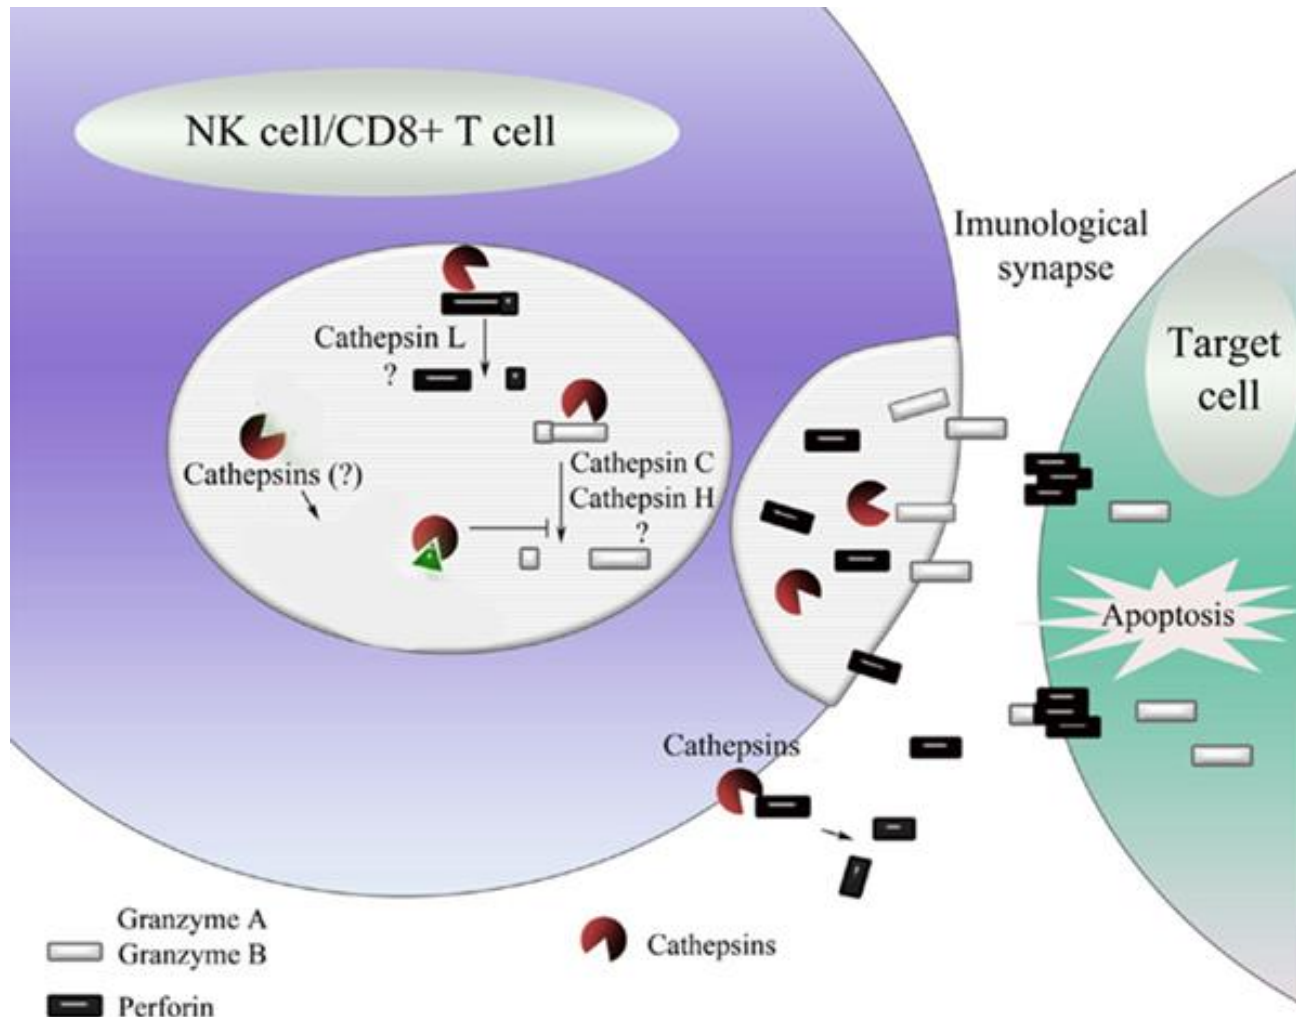 NK cell/CD8+ T cell
Imunological
synapse
Target
cell
Cathepsin L
?
Cathepsins (?)
Cathepsin C
Cathepsin H
?
Apoptosis
Cathepsins
Granzyme A
Granzyme B
Cathepsins
Perforin